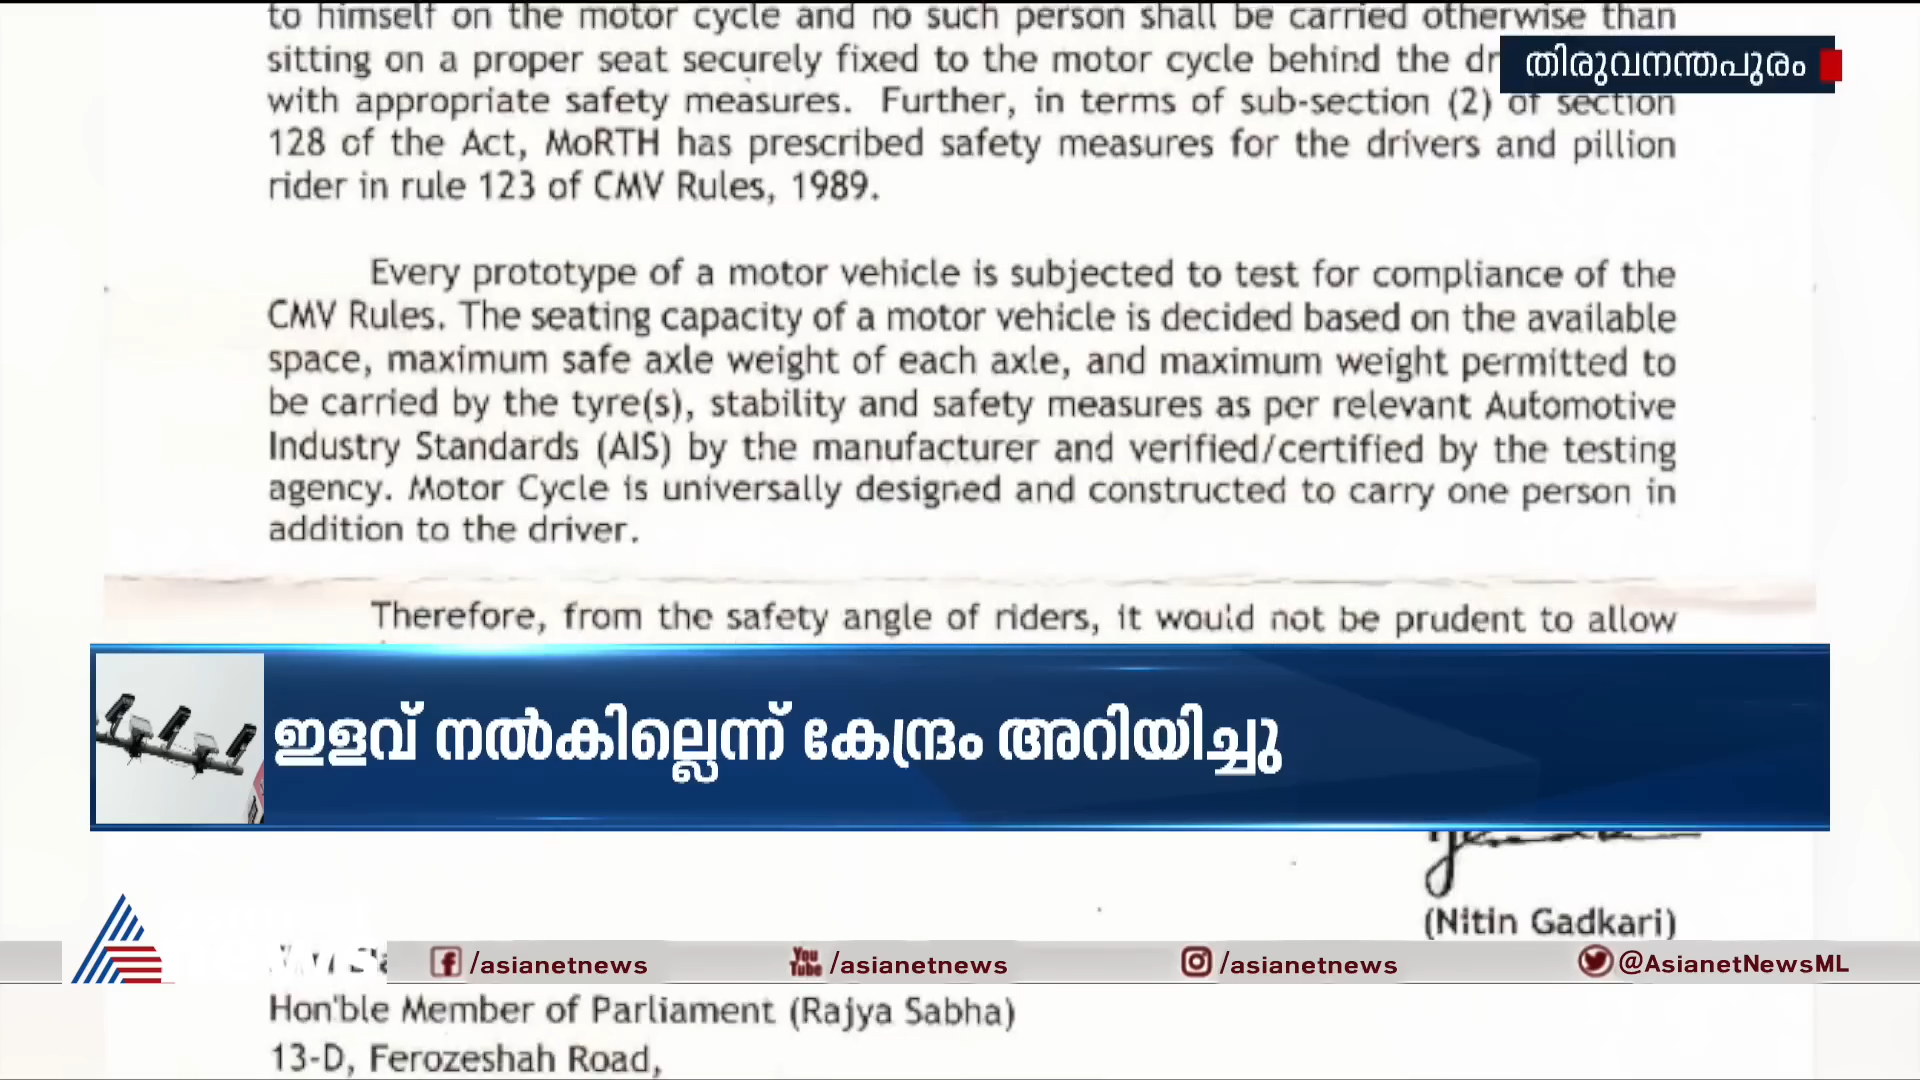 to himself on the motor cycle and no such person shall be carried otherwise than
sitting on a proper seat securely fixed to the motor cycle behind the
തിരുവനന്തപുരം
with appropriate safety measures. Further, in terms of sub-section (2) of section
128 of the Act, MoRTH has prescribed safety measures for the drivers and pillion
rider in rule 123 of CMV Rules, 1989.
Every prototype of a motor vehicle is subjected to test for compliance of the
CMV Rules. The seating capacity of a motor vehicle is decided based on the available
space, maximum safe axle weight of each axle, and maximum weight permitted to
be carried by the tyre(s), stability and safety measures as per relevant Automotive
Industry Standards (AIS) by the manufacturer and verified/certified by the testing
agency. Motor Cycle is universally designed and constructed to carry one person in
addition to the driver.
Therefore, from the safety angle of riders, it would not be prudent to allow
ഇളവ് നൽകില്ലെന്ന് കേന്ദ്രം അറിയിച്ചു
(Nitin Gadkari)
/asianetnews
You Tube /asianetnews
/asianetnews
@AsianetNewsML
Hon'ble Member of Parliament (Rajya Sabha)
13-D, Ferozeshah Road,